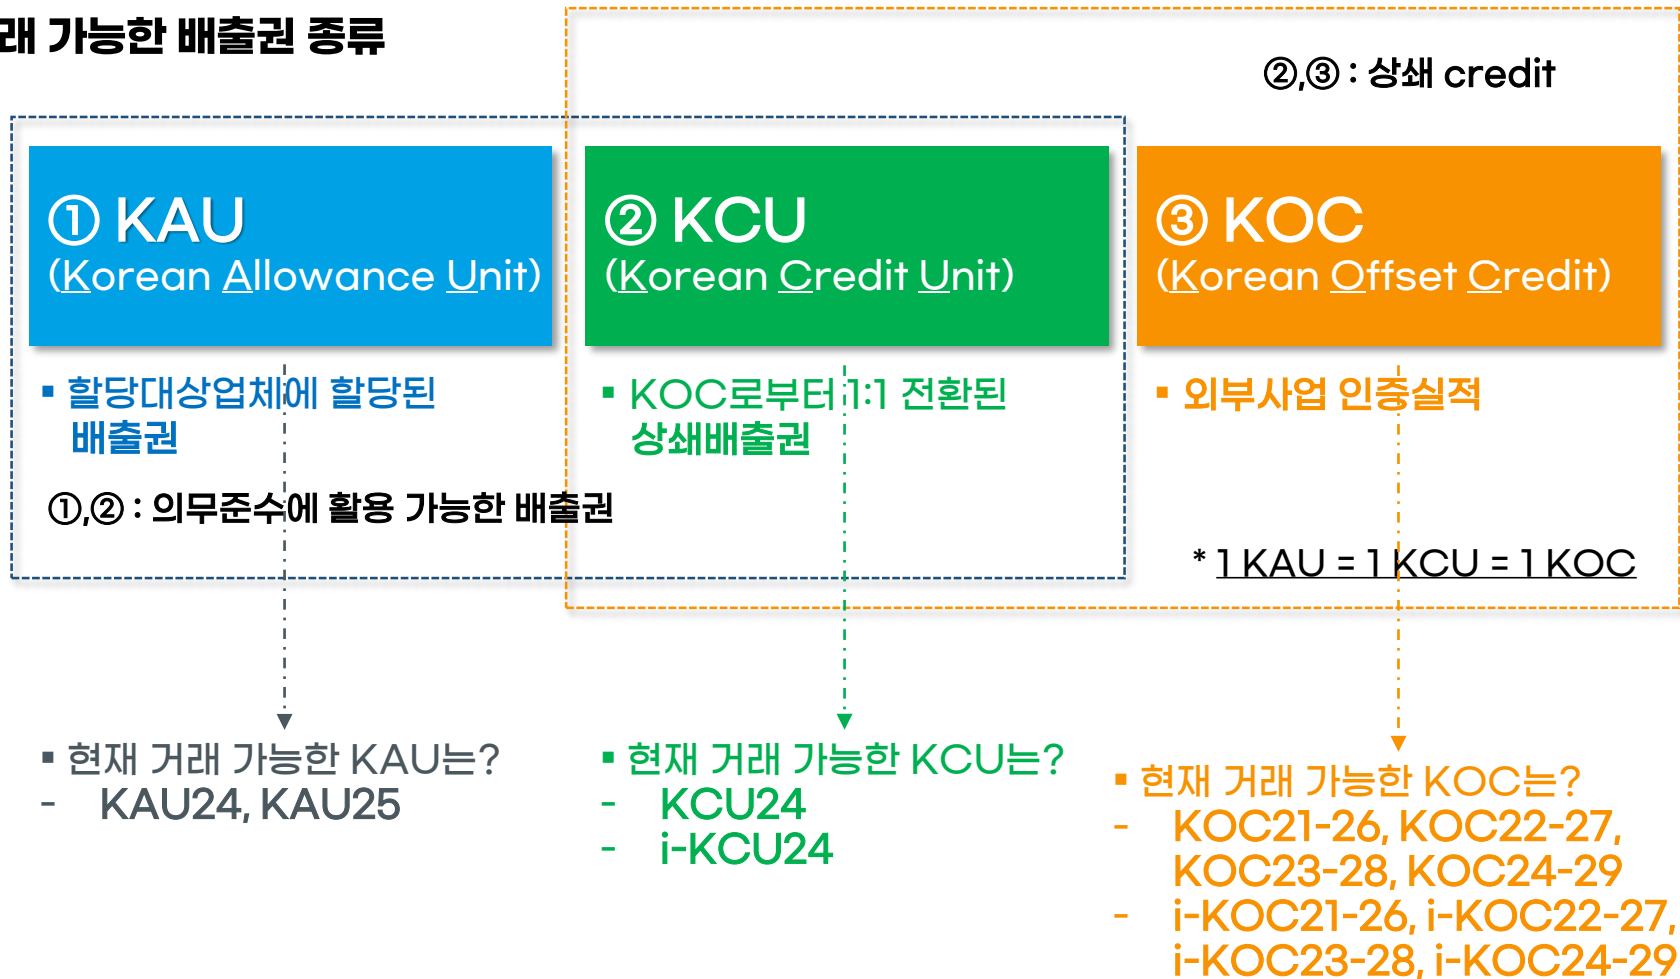 래 가능한 배출권 종류
②,③ : 상쇄 credit
① KAU
(Korean Allowance Unit)
② KCU
(Korean Credit Unit)
③ KOC
(Korean Offset Credit)
▪ 할당대상업체에 할당된
배출권
▪ KOC로부터 1:1 전환된
상쇄배출권
▪ 외부사업 인증실적
①,② : 의무준수에 활용 가능한 배출권
* 1 KAU = 1 KCU = 1 KOC
▪ 현재 거래 가능한 KAU는?
- KAU24, KAU25
▪ 현재 거래 가능한 KCU는?
- KCU24
- i-KCU24
▪ 현재 거래 가능한 KOC는?
- KOC21-26, KOC22-27,
KOC23-28, KOC24-29
- i-KOC21-26, i-KOC22-27,
i-KOC23-28, i-KOC24-29